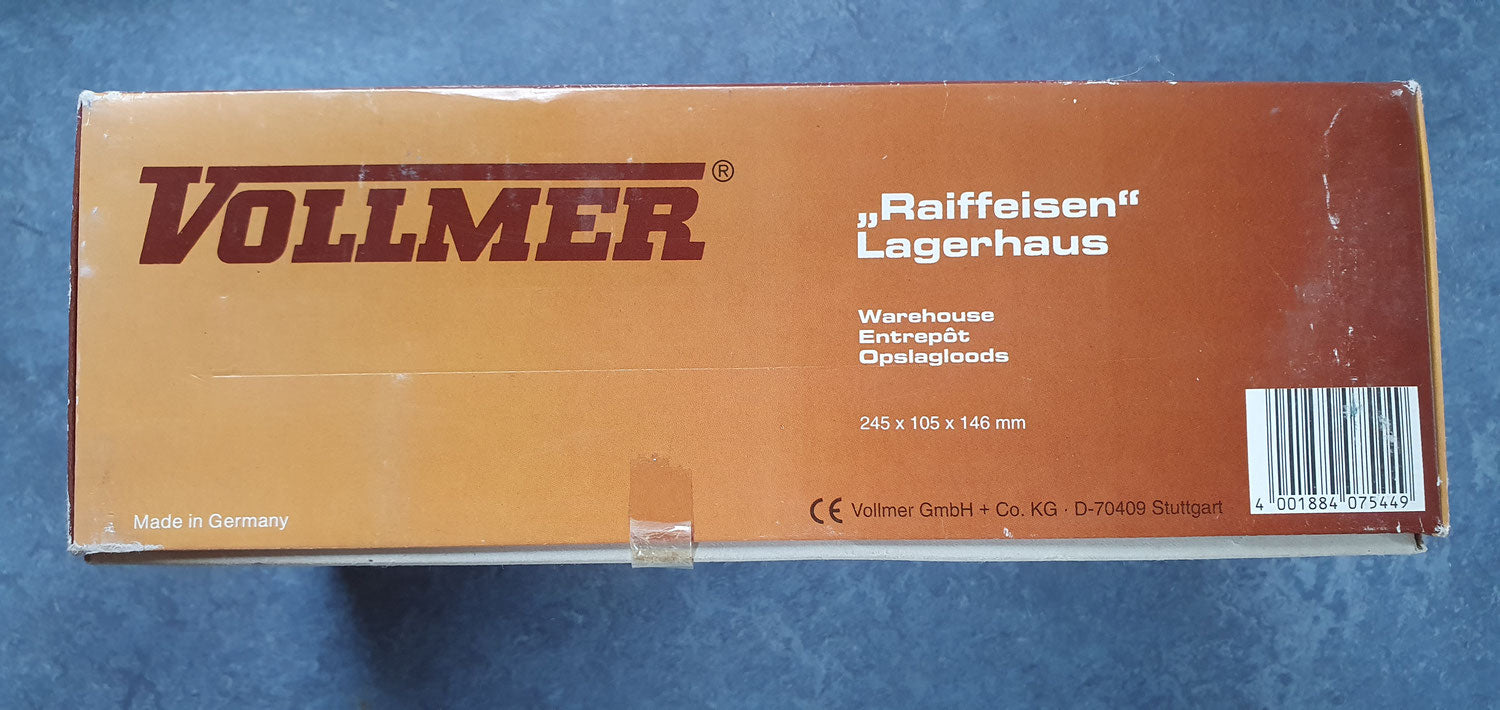 VOLLMER®
„Raiffeisen“
Lagerhaus
Warehouse
Entrepôt
Opslagloods
245 x 105 x 146 mm
Made in Germany
CE Vollmer GmbH + Co. KG · D-70409 Stuttgart
4 001884 075449